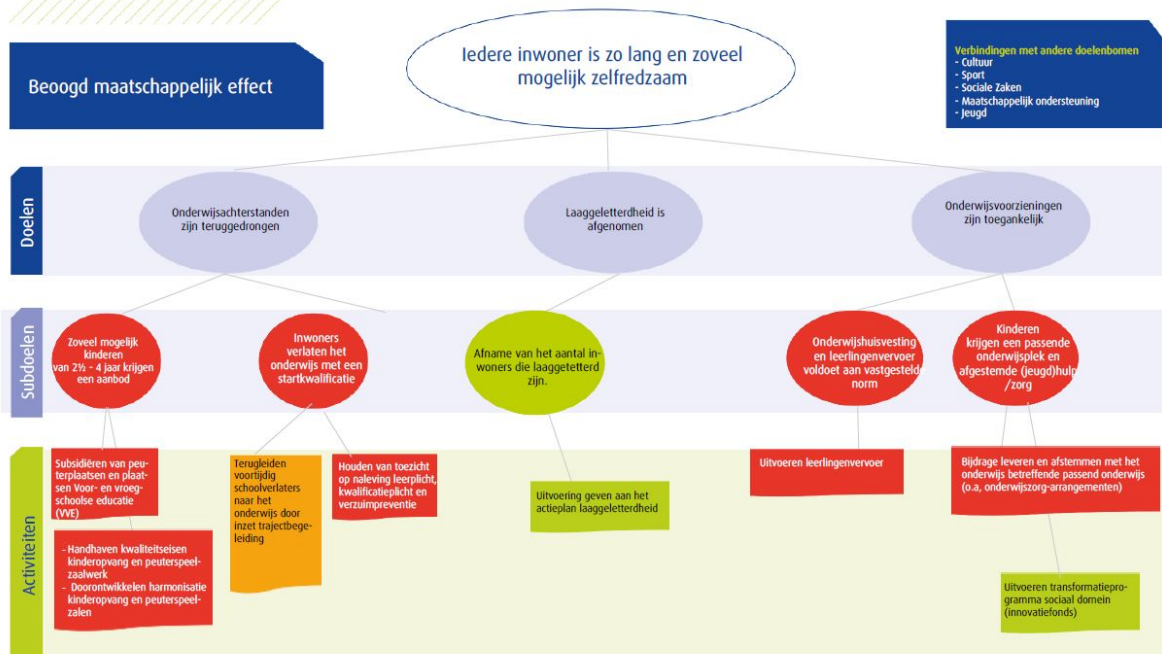 Beoogd maatschappelijk effect
Iedere inwoner is zo lang en zoveel
mogelijk zelfredzaam
Verbindingen met andere doelenbomen
- Cultuur
- Sport
- Sociale Zaken
- Maatschappelijk ondersteuning
- Jeugd
Doelen
Onderwijsachterstanden
zijn teruggedrongen
Laaggeletterdheid is
afgenomen
Onderwijsvoorzieningen
zijn toegankelijk
Subdoelen
Zoveel mogelijk
kinderen
van 2½ - 4 jaar krijgen
een aanbod
Inwoners
verlaten het
onderwijs met een
startkwalificatie
Afname van het aantal in-
woners die laaggetetterd
zijn.
Onderwijshuisvesting
en leerlingenvervoer
voldoet aan vastgestelde
norm
Kinderen
krijgen een passende
onderwijsplek en
afgestemde (jeugd)hulp
/zorg
Activiteiten
Subsidiëren van peu-
terplaatsen en plaat-
sen Voor- en vroeg-
schoolse educatie
(VVE)
- Handhaven kwaliteitseisen
kinderopvang en peuterspeel-
zaalwerk
- Doorontwikkelen harmonisatie
kinderopvang en peuterspeel-
zalen
Terugleiden
voortijdig
schoolverlaters
naar het
onderwijs door
inzet trajectbege-
leiding
Houden van toezicht
op naleving leerplicht,
kwalificatieplicht en
verzuimpreventie
Uitvoering geven aan het
actieplan laaggeletterdheid
Uitvoeren leerlingenvervoer
Bijdrage leveren en afstemmen met het
onderwijs betreffende passend onderwijs
(o.a, onderwijszorg-arrangementen)
Uitvoeren transformatiepro-
gramma sociaal domein
(innovatiefonds)